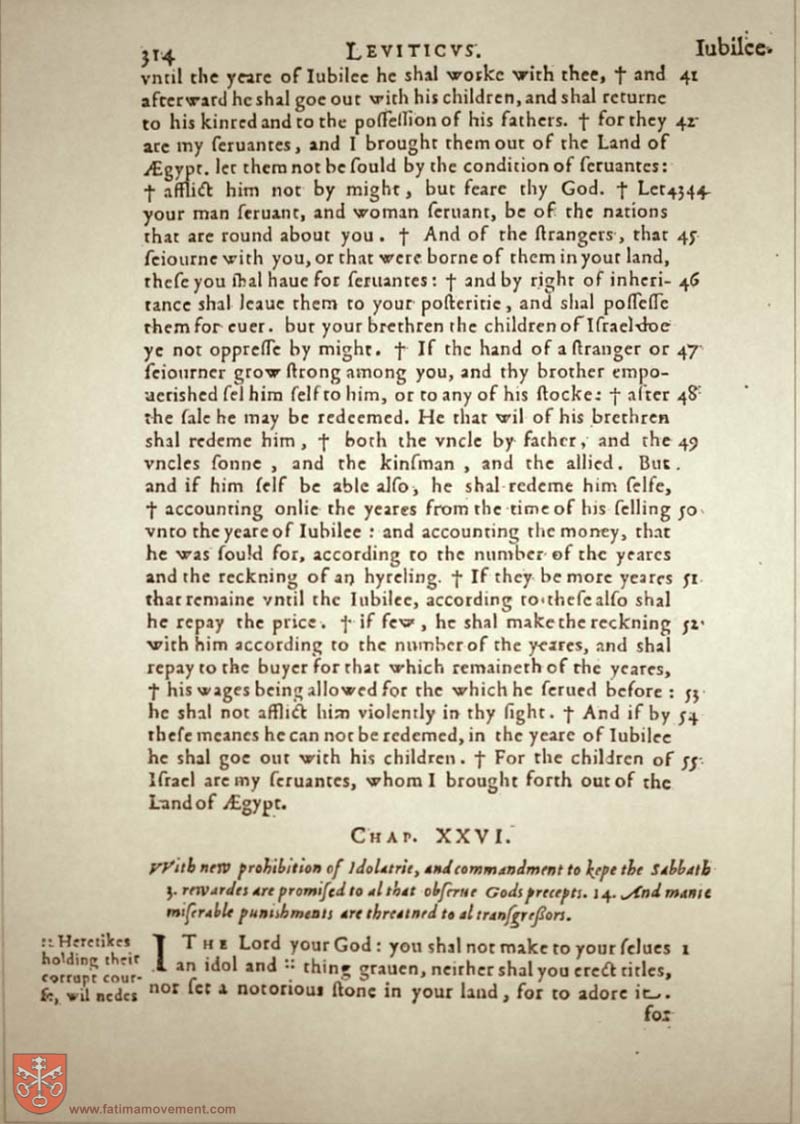 314 LEVITICVS. Iubilee.
vntil the yeare of Iubilee he shal worke with thee, † and 41
afterward he shal goe out with his children, and shal returne
to his kinred and to the poſſeſſion of his fathers. † for they 42
are my ſeruantes, and I brought them out of the Land of
Ægypt. let them not be ſould by the condition of ſeruantes:
† afflict him not by might, but feare thy God. † Let 43 44
your man ſeruant, and woman ſeruant, be of the nations
that are round about you. † And of the ſtrangers, that 45
ſeiourne with you, or that were borne of them in your land,
theſe you ſhal haue for ſeruantes: † and by right of inheri- 46
tance shal leaue them to your poſteritie, and shal poſſeſſe
them for euer. but your brethren the children of Iſrael doe
ye not oppreſſe by might. † If the hand of a ſtranger or 47
ſeiourner grow ſtrong among you, and thy brother empo-
uerished ſel him ſelf to him, or to any of his ſtocke: † after 48
the ſale he may be redeemed. He that wil of his brethren
shal redeme him, † both the vncle by father, and the 49
vncles ſonne, and the kinſman, and the allied. But.
and if him ſelf be able alſo, he shal redeme him ſelfe,
† accounting onlie the yeares from the time of his ſelling 50
vnto the yeare of Iubilee: and accounting the money, that
he was ſould for, according to the number of the yeares
and the reckning of an hyreling. † If they be more yeares 51
that remaine vntil the Iubilee, according to theſe alſo shal
he repay the price. † if few, he shal make the reckning 52
with him according to the number of the yeares, and shal
repay to the buyer for that which remaineth of the yeares,
† his wages being allowed for the which he ſerued before: 53
he shal not afflict him violently in thy ſight. † And if by 54
theſe meanes he can not be redemed, in the yeare of Iubilee
he shal goe out with his children. † For the children of 55
Iſrael are my ſeruantes, whom I brought forth out of the
Land of Ægypt.
CHAP. XXVI.
VVith new prohibition of Idolatrie, and commandment to kepe the Sabbath
3. rewardes are promiſed to al that obſerue Gods precepts. 14. And manie
miſerable punishments are threatned to al tranſgreſſors.
I THE Lord your God: you shal not make to your ſelues 1
an idol and :: thing grauen, neither shal you erect titles,
nor ſet a notorious ſtone in your land, for to adore it.
for
:: Heretikes
holding their
corrupt cour-
ſe, wil nedes
www.fatimamovement.com